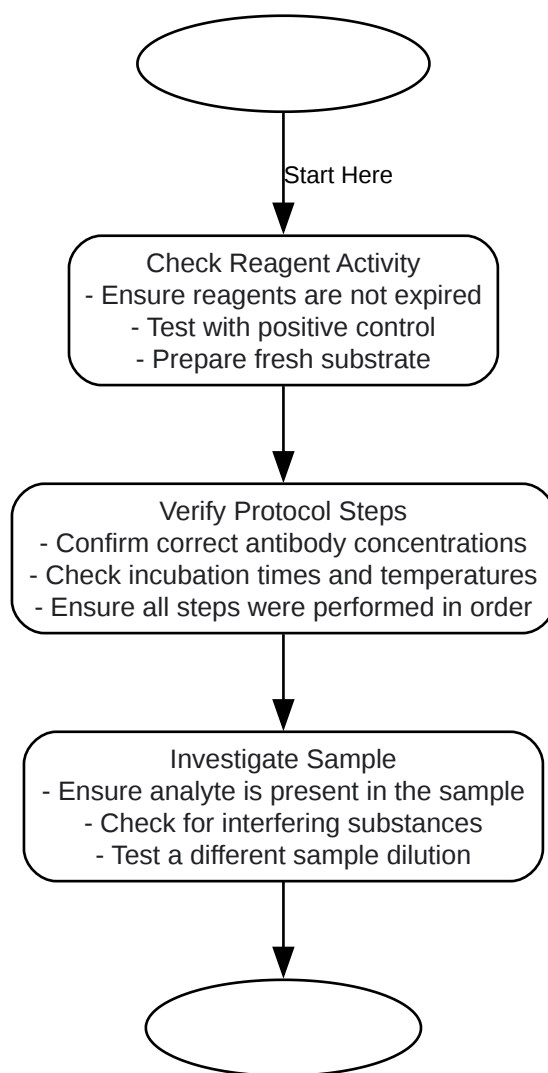 Start Here
Check Reagent Activity
- Ensure reagents are not expired
- Test with positive control
- Prepare fresh substrate
Verify Protocol Steps
- Confirm correct antibody concentrations
- Check incubation times and temperatures
- Ensure all steps were performed in order
Investigate Sample
- Ensure analyte is present in the sample
- Check for interfering substances
- Test a different sample dilution